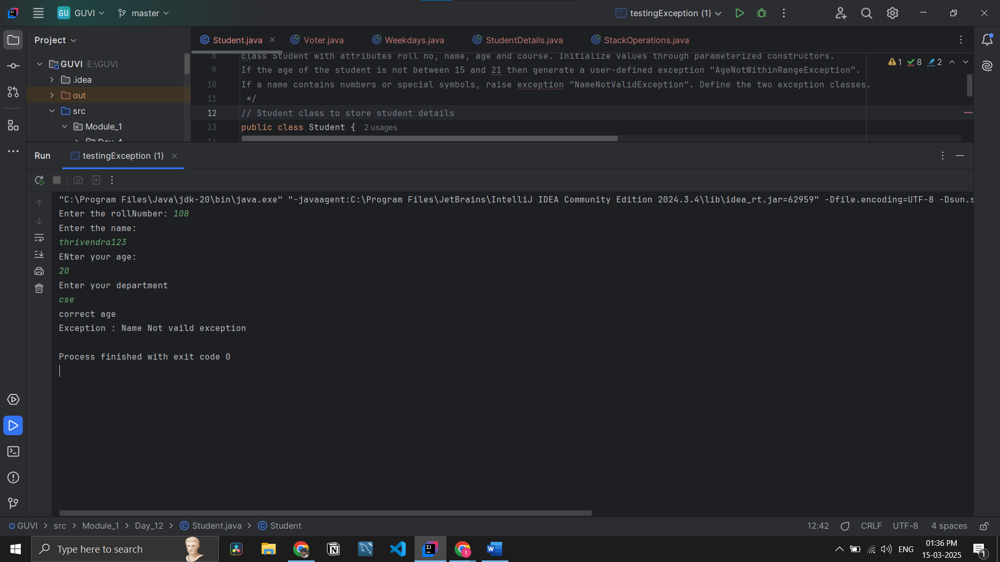 GU GUVI master testingException (1)
Project Student.java Voter.java Weekdays.java StudentDetails.java StackOperations.java
GUVI E:\GUVI
.idea
out
src
Module_1
8 class Student with attributes roll no, name, age and course. Initialize values through parameterized constructors.
9 If the age of the student is not between 15 and 21 then generate a user-defined exception "AgeNotWithinRangeException".
10 If a name contains numbers or special symbols, raise exception "NameNotValidException". Define the two exception classes.
11 */
12 // Student class to store student details
13 public class Student { 2 usages
1 8 2
Run testingException (1)
"C:\Program Files\Java\jdk-20\bin\java.exe" "-javaagent:C:\Program Files\JetBrains\IntelliJ IDEA Community Edition 2024.3.4\lib\idea_rt.jar=62959" -Dfile.encoding=UTF-8 -Dsun.s
Enter the rollNumber: 108
Enter the name:
thrivendra123
ENter your age:
20
Enter your department
cse
correct age
Exception : Name Not vaild exception
Process finished with exit code 0
GUVI > src > Module_1 > Day_12 > Student.java > Student 12:42 CRLF UTF-8 4 spaces
Type here to search ENG 01:36 PM
15-03-2025
1